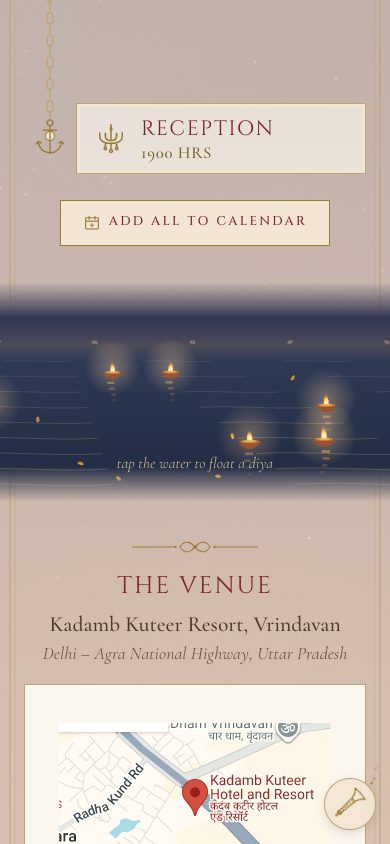 RECEPTION
1900 HRS
ADD ALL TO CALENDAR
tap the water to float a diya
THE VENUE
Kadamb Kuteer Resort, Vrindavan
Delhi – Agra National Highway, Uttar Pradesh
Dham Vrindavan
चार धाम, वृंदावन
Radha Kund Rd
Kadamb Kuteer
Hotel and Resort
कदंब कुटीर होटल
एंड रिसॉर्ट
ara